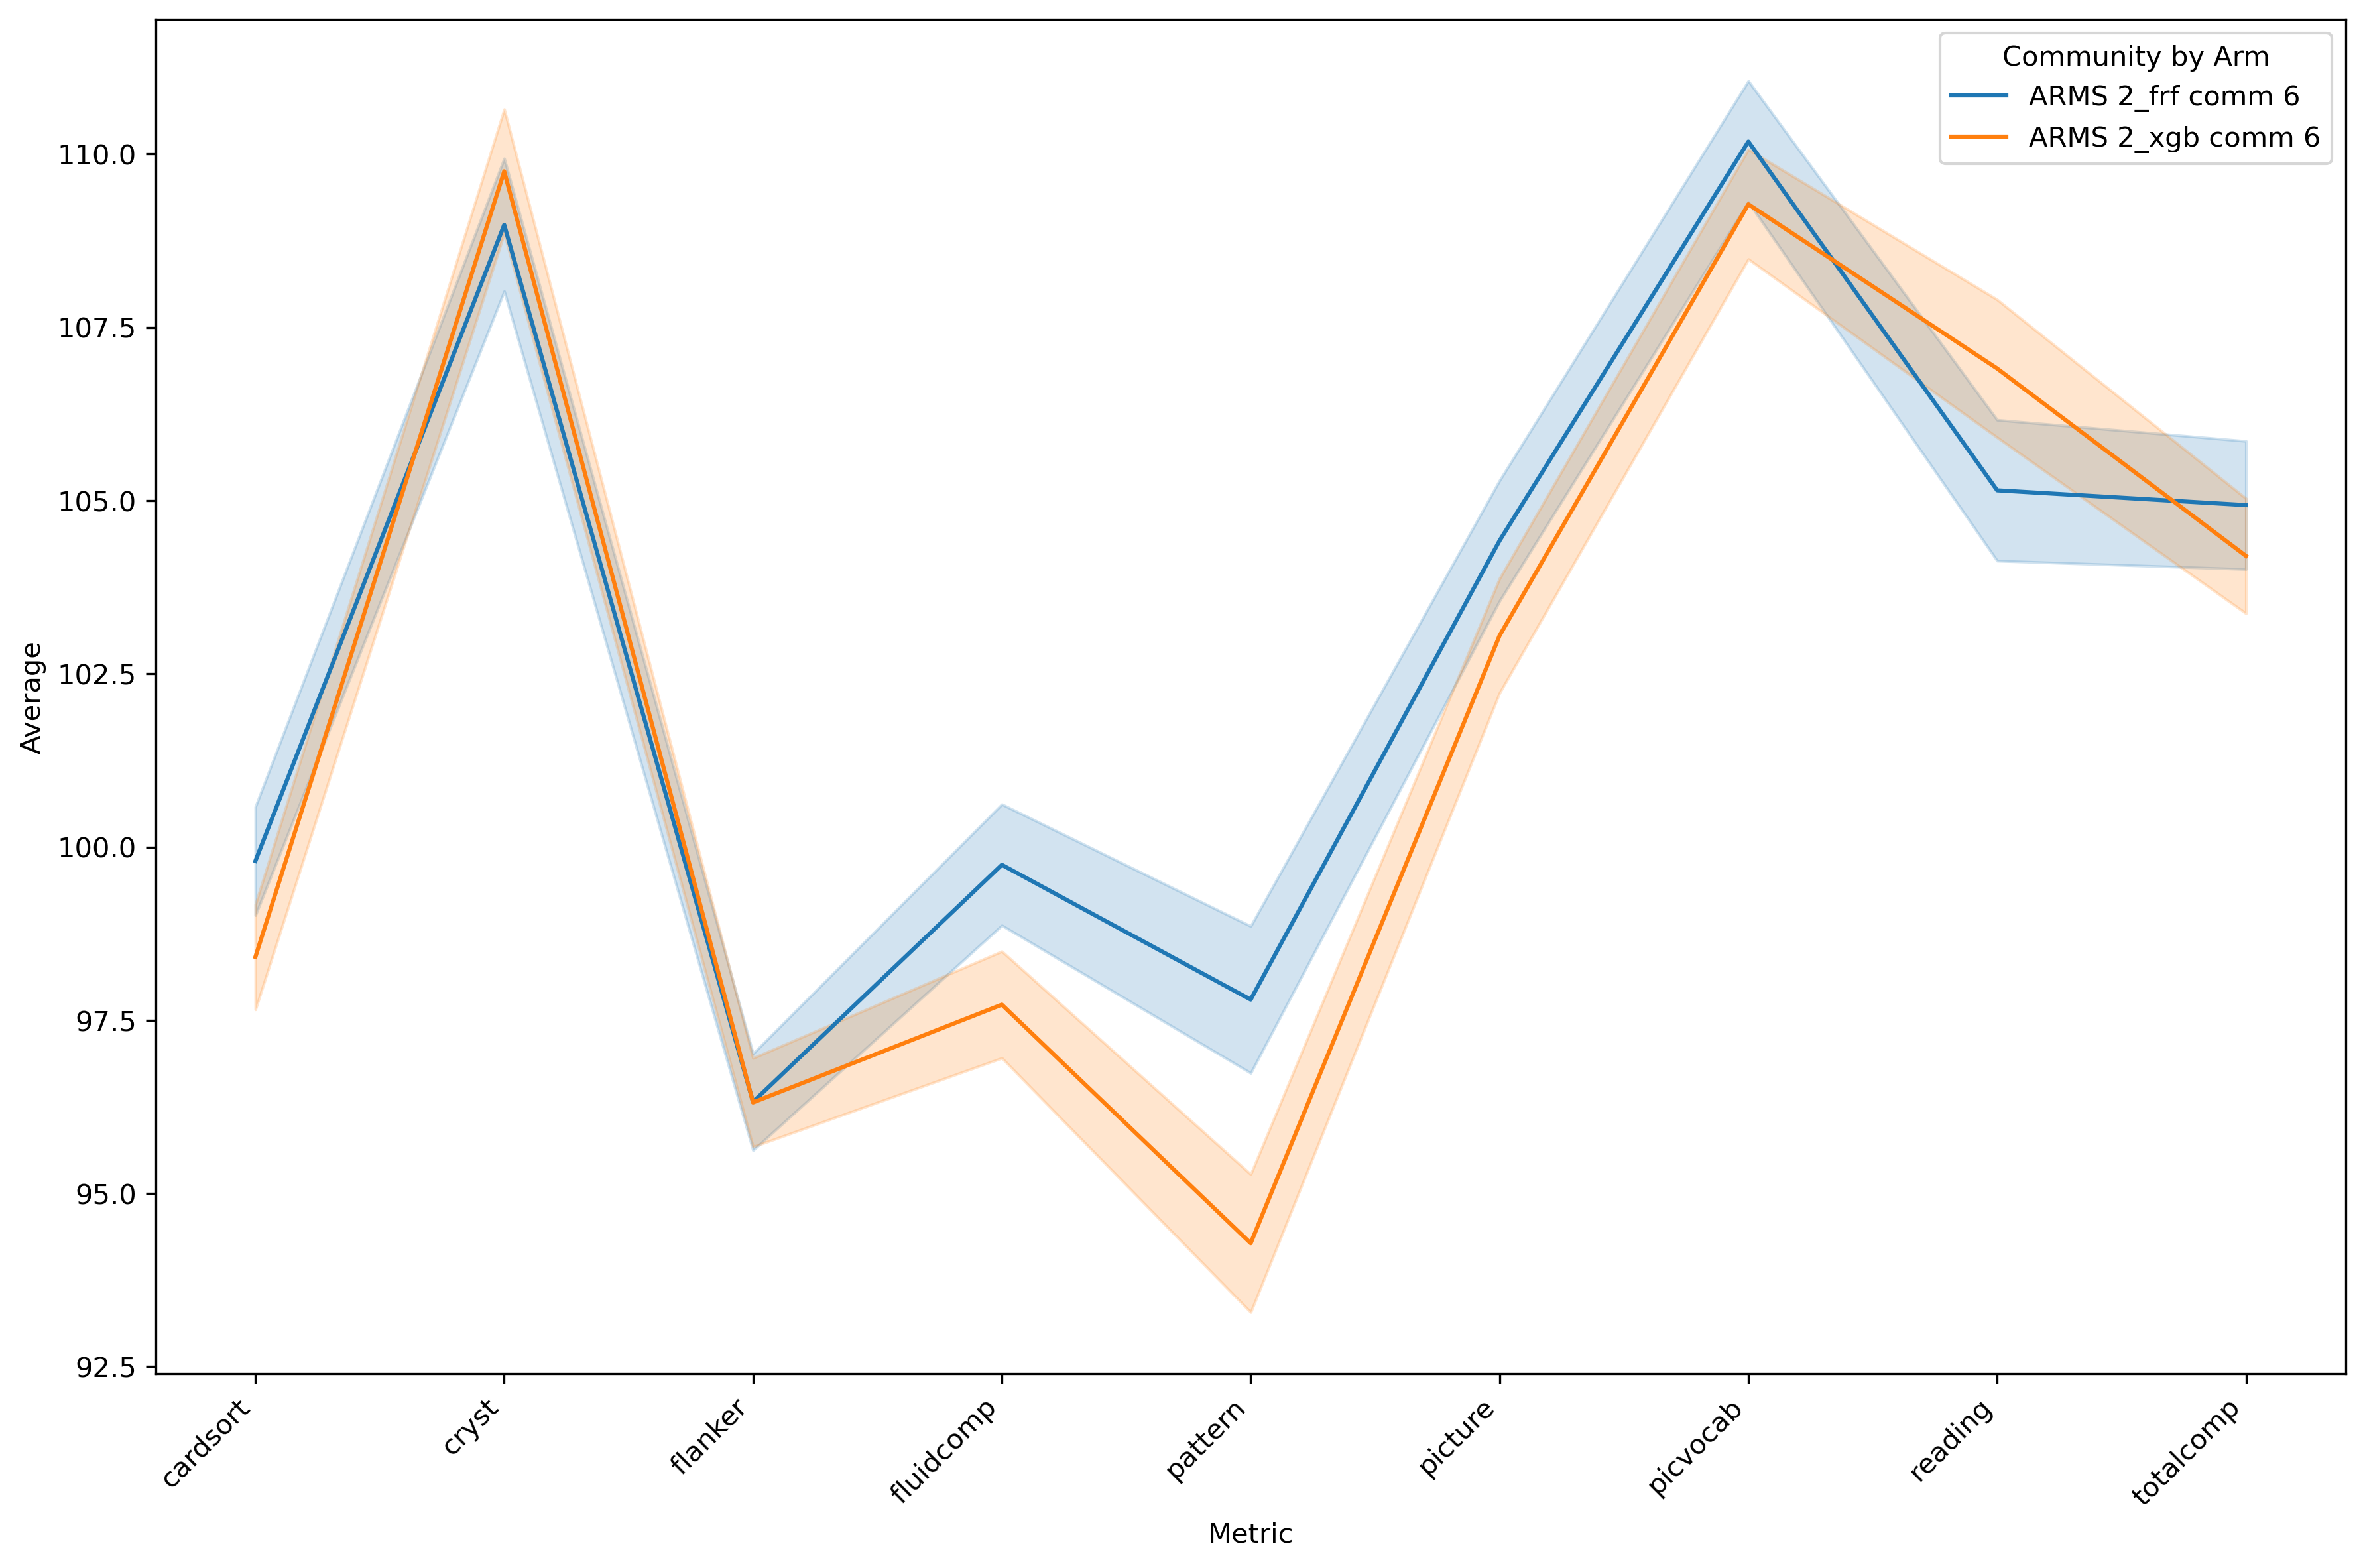 Community by Arm
ARMS 2_frf comm 6
ARMS 2_xgb comm 6
110.0
107.5
105.0
102.5
100.0
97.5
95.0
92.5
Average
cardsort
cryst
flanker
fluidcomp
pattern
picture
picvocab
reading
totalcomp
Metric